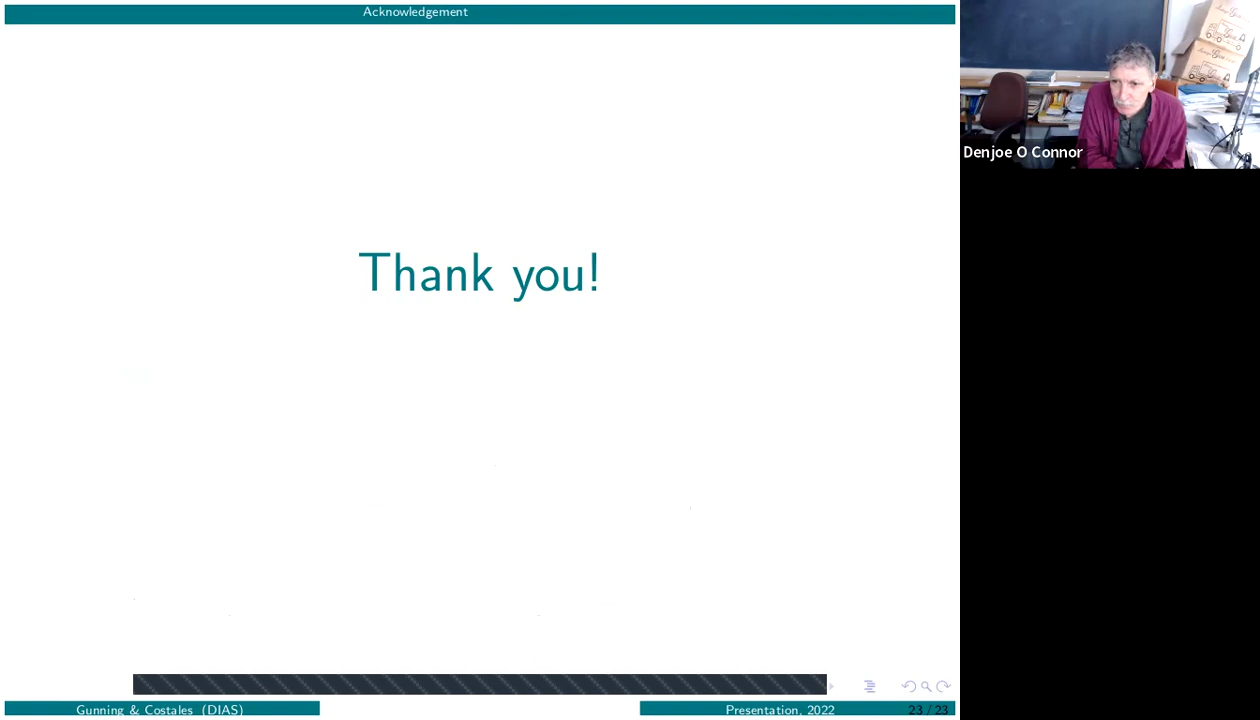 Acknowledgement
Thank you!
Denjoe O Connor
Gunning & Costales (DIAS)
Presentation, 2022
23 / 23